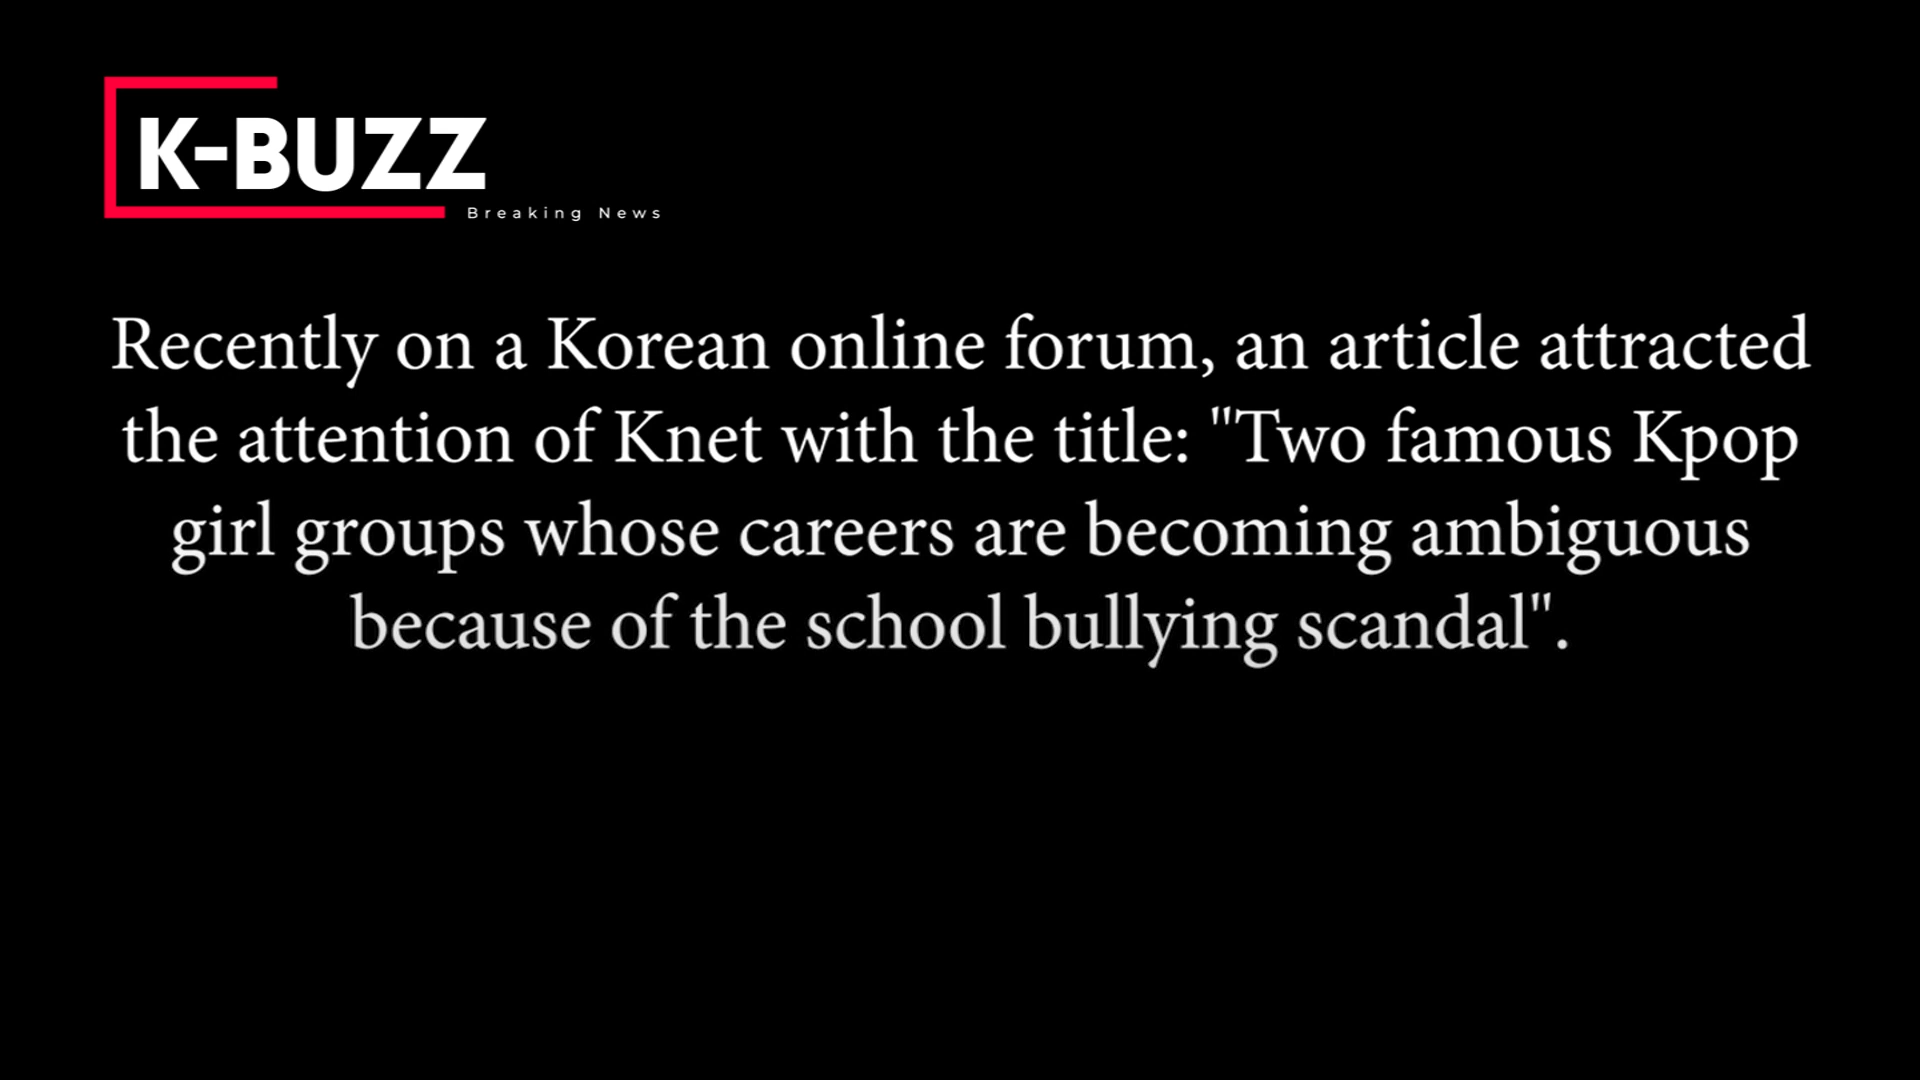 K-BUZZ
Breaking News
Recently on a Korean online forum, an article attracted
the attention of Knet with the title: "Two famous Kpop
girl groups whose careers are becoming ambiguous
because of the school bullying scandal".